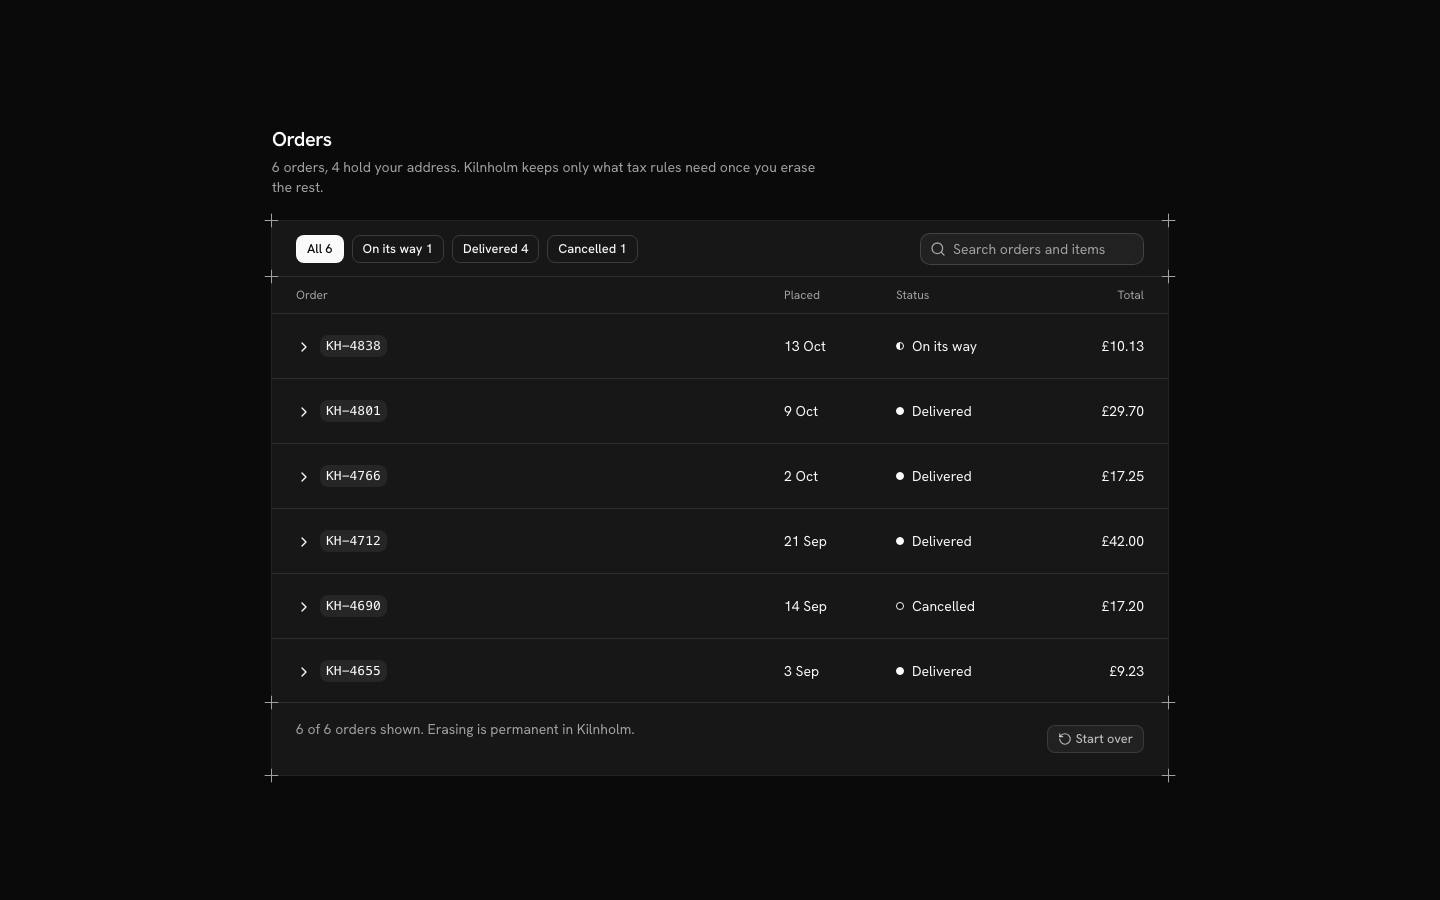 Orders
6 orders, 4 hold your address. Kilnholm keeps only what tax rules need once you erase
the rest.
All 6 On its way 1 Delivered 4 Cancelled 1 Search orders and items
Order Placed Status Total
KH–4838 13 Oct On its way £10.13
KH–4801 9 Oct Delivered £29.70
KH–4766 2 Oct Delivered £17.25
KH–4712 21 Sep Delivered £42.00
KH–4690 14 Sep Cancelled £17.20
KH–4655 3 Sep Delivered £9.23
6 of 6 orders shown. Erasing is permanent in Kilnholm.
Start over